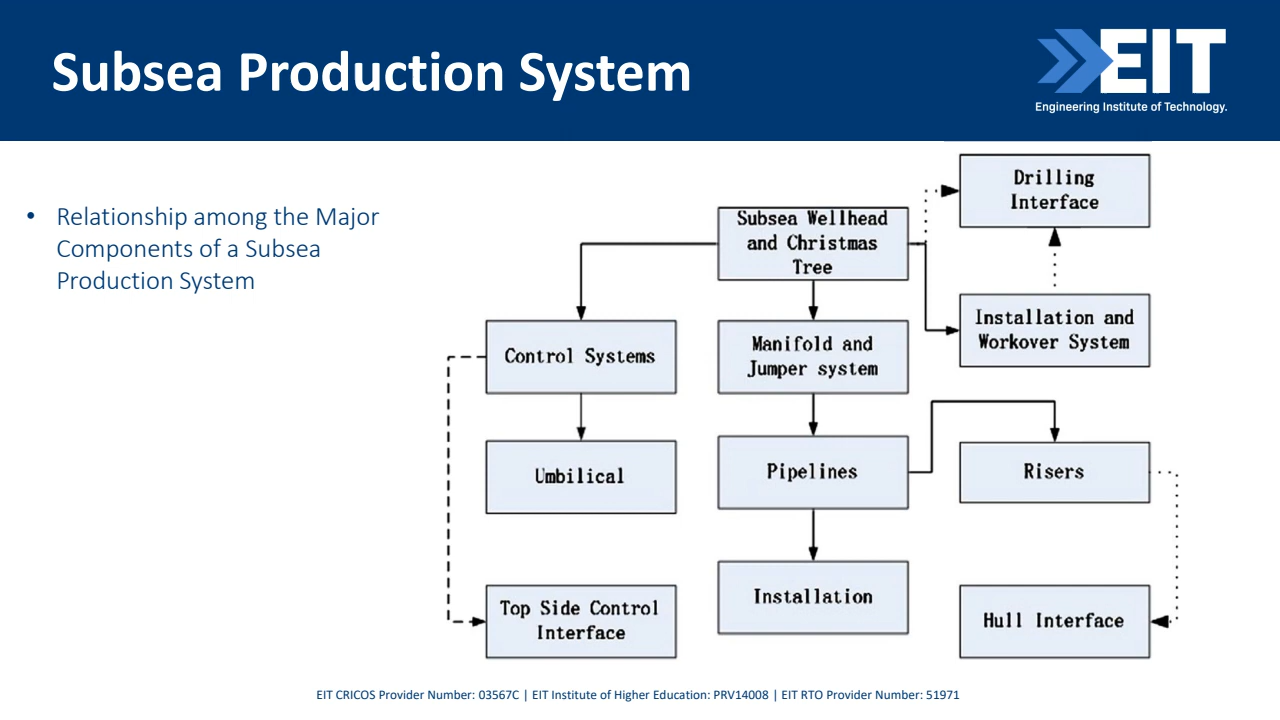 Subsea Production System
EIT
Engineering Institute of Technology.
• Relationship among the Major
Components of a Subsea
Production System
Drilling
Interface
Subsea Wellhead
and Christmas
Tree
Installation and
Workover System
Control Systems
Manifold and
Jumper system
Umbilical
Pipelines
Risers
Top Side Control
Interface
Installation
Hull Interface
EIT CRICOS Provider Number: 03567C | EIT Institute of Higher Education: PRV14008 | EIT RTO Provider Number: 51971